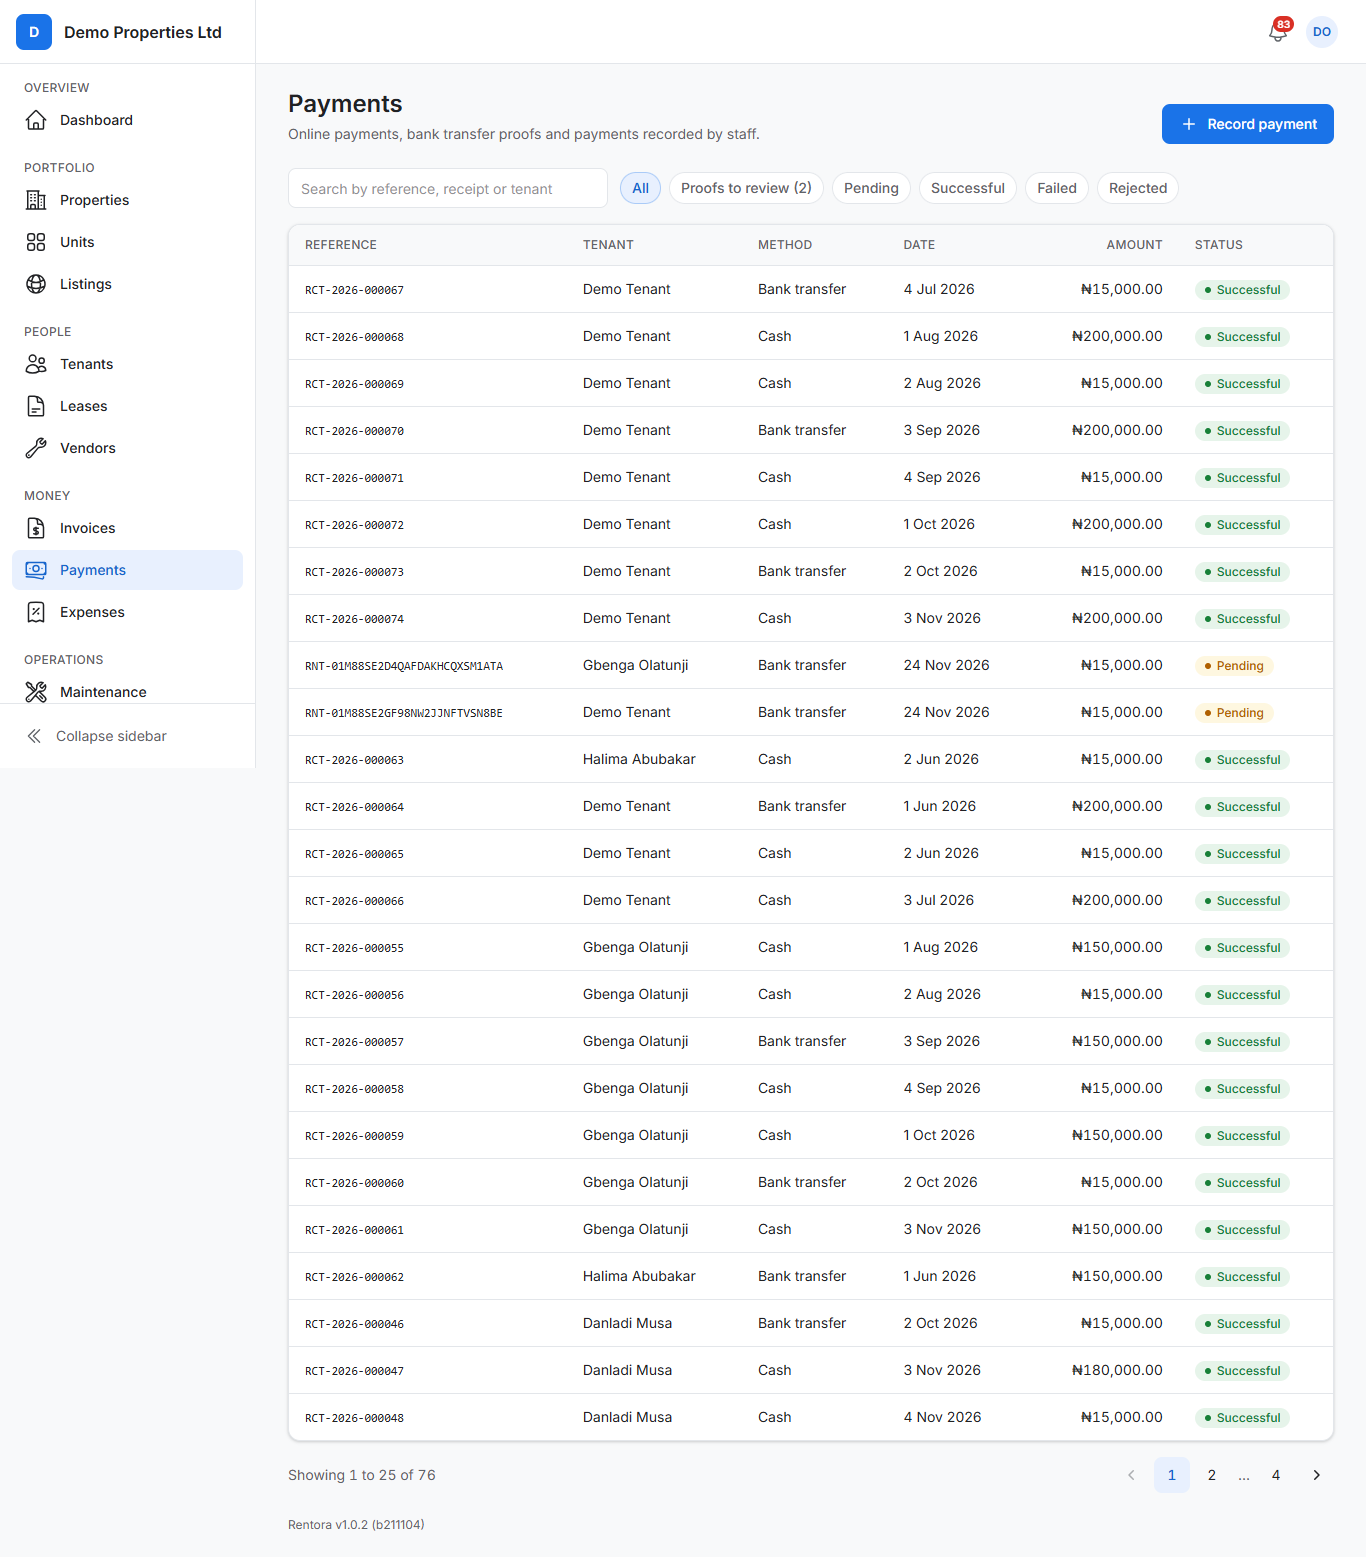 D Demo Properties Ltd
83 DO
OVERVIEW
Dashboard
PORTFOLIO
Properties
Units
Listings
PEOPLE
Tenants
Leases
Vendors
MONEY
Invoices
Payments
Expenses
OPERATIONS
Maintenance
Collapse sidebar
Payments
Online payments, bank transfer proofs and payments recorded by staff.
+ Record payment
Search by reference, receipt or tenant All Proofs to review (2) Pending Successful Failed Rejected
REFERENCE TENANT METHOD DATE AMOUNT STATUS
RCT-2026-000067 Demo Tenant Bank transfer 4 Jul 2026 ₦15,000.00 Successful
RCT-2026-000068 Demo Tenant Cash 1 Aug 2026 ₦200,000.00 Successful
RCT-2026-000069 Demo Tenant Cash 2 Aug 2026 ₦15,000.00 Successful
RCT-2026-000070 Demo Tenant Bank transfer 3 Sep 2026 ₦200,000.00 Successful
RCT-2026-000071 Demo Tenant Cash 4 Sep 2026 ₦15,000.00 Successful
RCT-2026-000072 Demo Tenant Cash 1 Oct 2026 ₦200,000.00 Successful
RCT-2026-000073 Demo Tenant Bank transfer 2 Oct 2026 ₦15,000.00 Successful
RCT-2026-000074 Demo Tenant Cash 3 Nov 2026 ₦200,000.00 Successful
RNT-01M88SE2D4QAFDAKHCQXSM1ATA Gbenga Olatunji Bank transfer 24 Nov 2026 ₦15,000.00 Pending
RNT-01M88SE2GF98NW2JJNFTVSN8BE Demo Tenant Bank transfer 24 Nov 2026 ₦15,000.00 Pending
RCT-2026-000063 Halima Abubakar Cash 2 Jun 2026 ₦15,000.00 Successful
RCT-2026-000064 Demo Tenant Bank transfer 1 Jun 2026 ₦200,000.00 Successful
RCT-2026-000065 Demo Tenant Cash 2 Jun 2026 ₦15,000.00 Successful
RCT-2026-000066 Demo Tenant Cash 3 Jul 2026 ₦200,000.00 Successful
RCT-2026-000055 Gbenga Olatunji Cash 1 Aug 2026 ₦150,000.00 Successful
RCT-2026-000056 Gbenga Olatunji Cash 2 Aug 2026 ₦15,000.00 Successful
RCT-2026-000057 Gbenga Olatunji Bank transfer 3 Sep 2026 ₦150,000.00 Successful
RCT-2026-000058 Gbenga Olatunji Cash 4 Sep 2026 ₦15,000.00 Successful
RCT-2026-000059 Gbenga Olatunji Cash 1 Oct 2026 ₦150,000.00 Successful
RCT-2026-000060 Gbenga Olatunji Bank transfer 2 Oct 2026 ₦15,000.00 Successful
RCT-2026-000061 Gbenga Olatunji Cash 3 Nov 2026 ₦150,000.00 Successful
RCT-2026-000062 Halima Abubakar Bank transfer 1 Jun 2026 ₦150,000.00 Successful
RCT-2026-000046 Danladi Musa Bank transfer 2 Oct 2026 ₦15,000.00 Successful
RCT-2026-000047 Danladi Musa Cash 3 Nov 2026 ₦180,000.00 Successful
RCT-2026-000048 Danladi Musa Cash 4 Nov 2026 ₦15,000.00 Successful
Showing 1 to 25 of 76 1 2 ... 4
Rentora v1.0.2 (b211104)